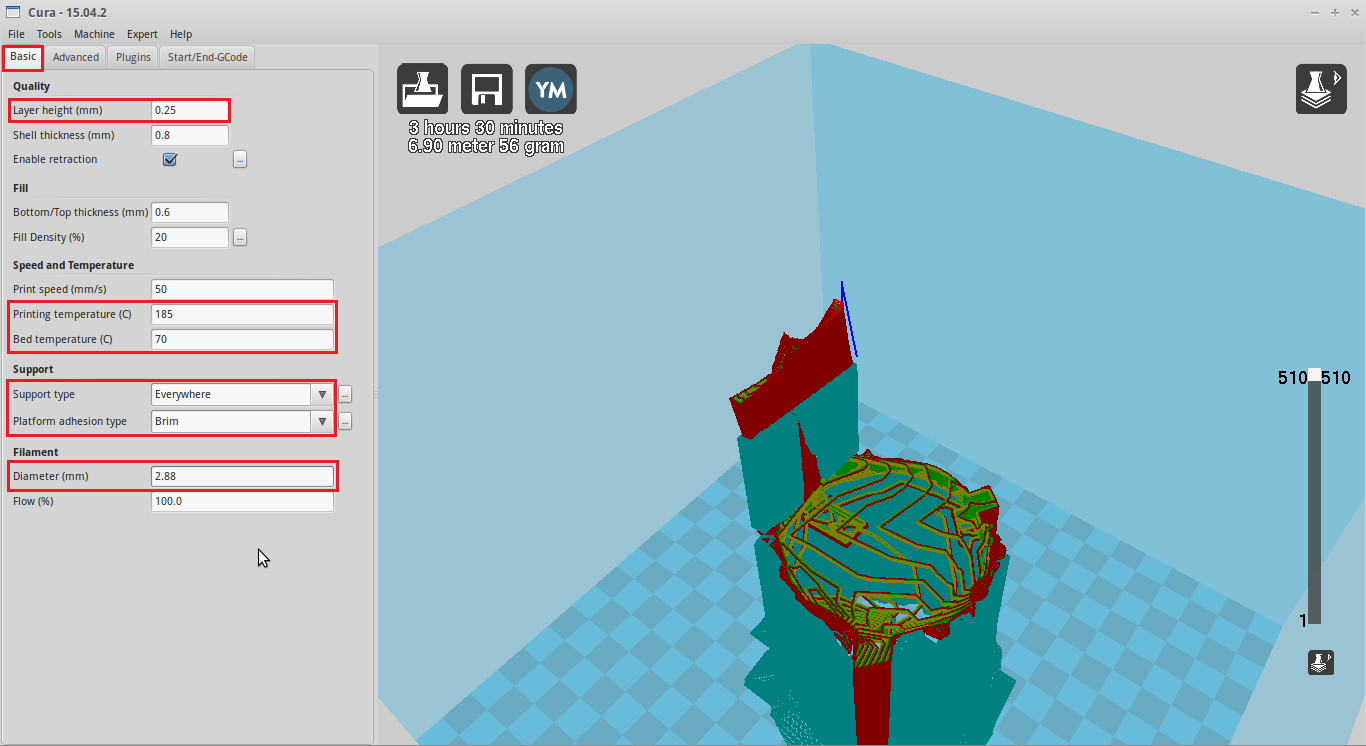 Cura - 15.04.2
File Tools Machine Expert Help
Basic Advanced Plugins Start/End-GCode
Quality
Layer height (mm) 0.25
Shell thickness (mm) 0.8
Enable retraction ...
Fill
Bottom/Top thickness (mm) 0.6
Fill Density (%) 20 ...
Speed and Temperature
Print speed (mm/s) 50
Printing temperature (C) 185
Bed temperature (C) 70
Support
Support type Everywhere ...
Platform adhesion type Brim ...
Filament
Diameter (mm) 2.88
Flow (%) 100.0
YM
3 hours 30 minutes
6.90 meter 56 gram
510 510
1